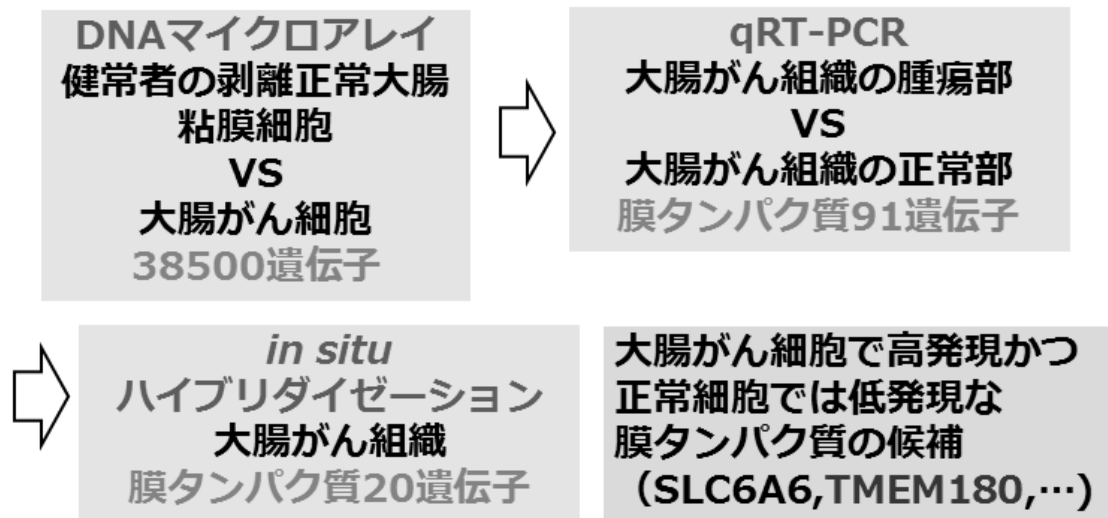 DNAマイクロアレイ
健常者の剥離正常大腸
粘膜細胞
VS
大腸がん細胞
38500遺伝子
qRT-PCR
大腸がん組織の腫瘍部
VS
大腸がん組織の正常部
膜タンパク質91遺伝子
in situ
ハイブリダイゼーション
大腸がん組織
膜タンパク質20遺伝子
大腸がん細胞で高発現かつ
正常細胞では低発現な
膜タンパク質の候補
（SLC6A6,TMEM180,…)